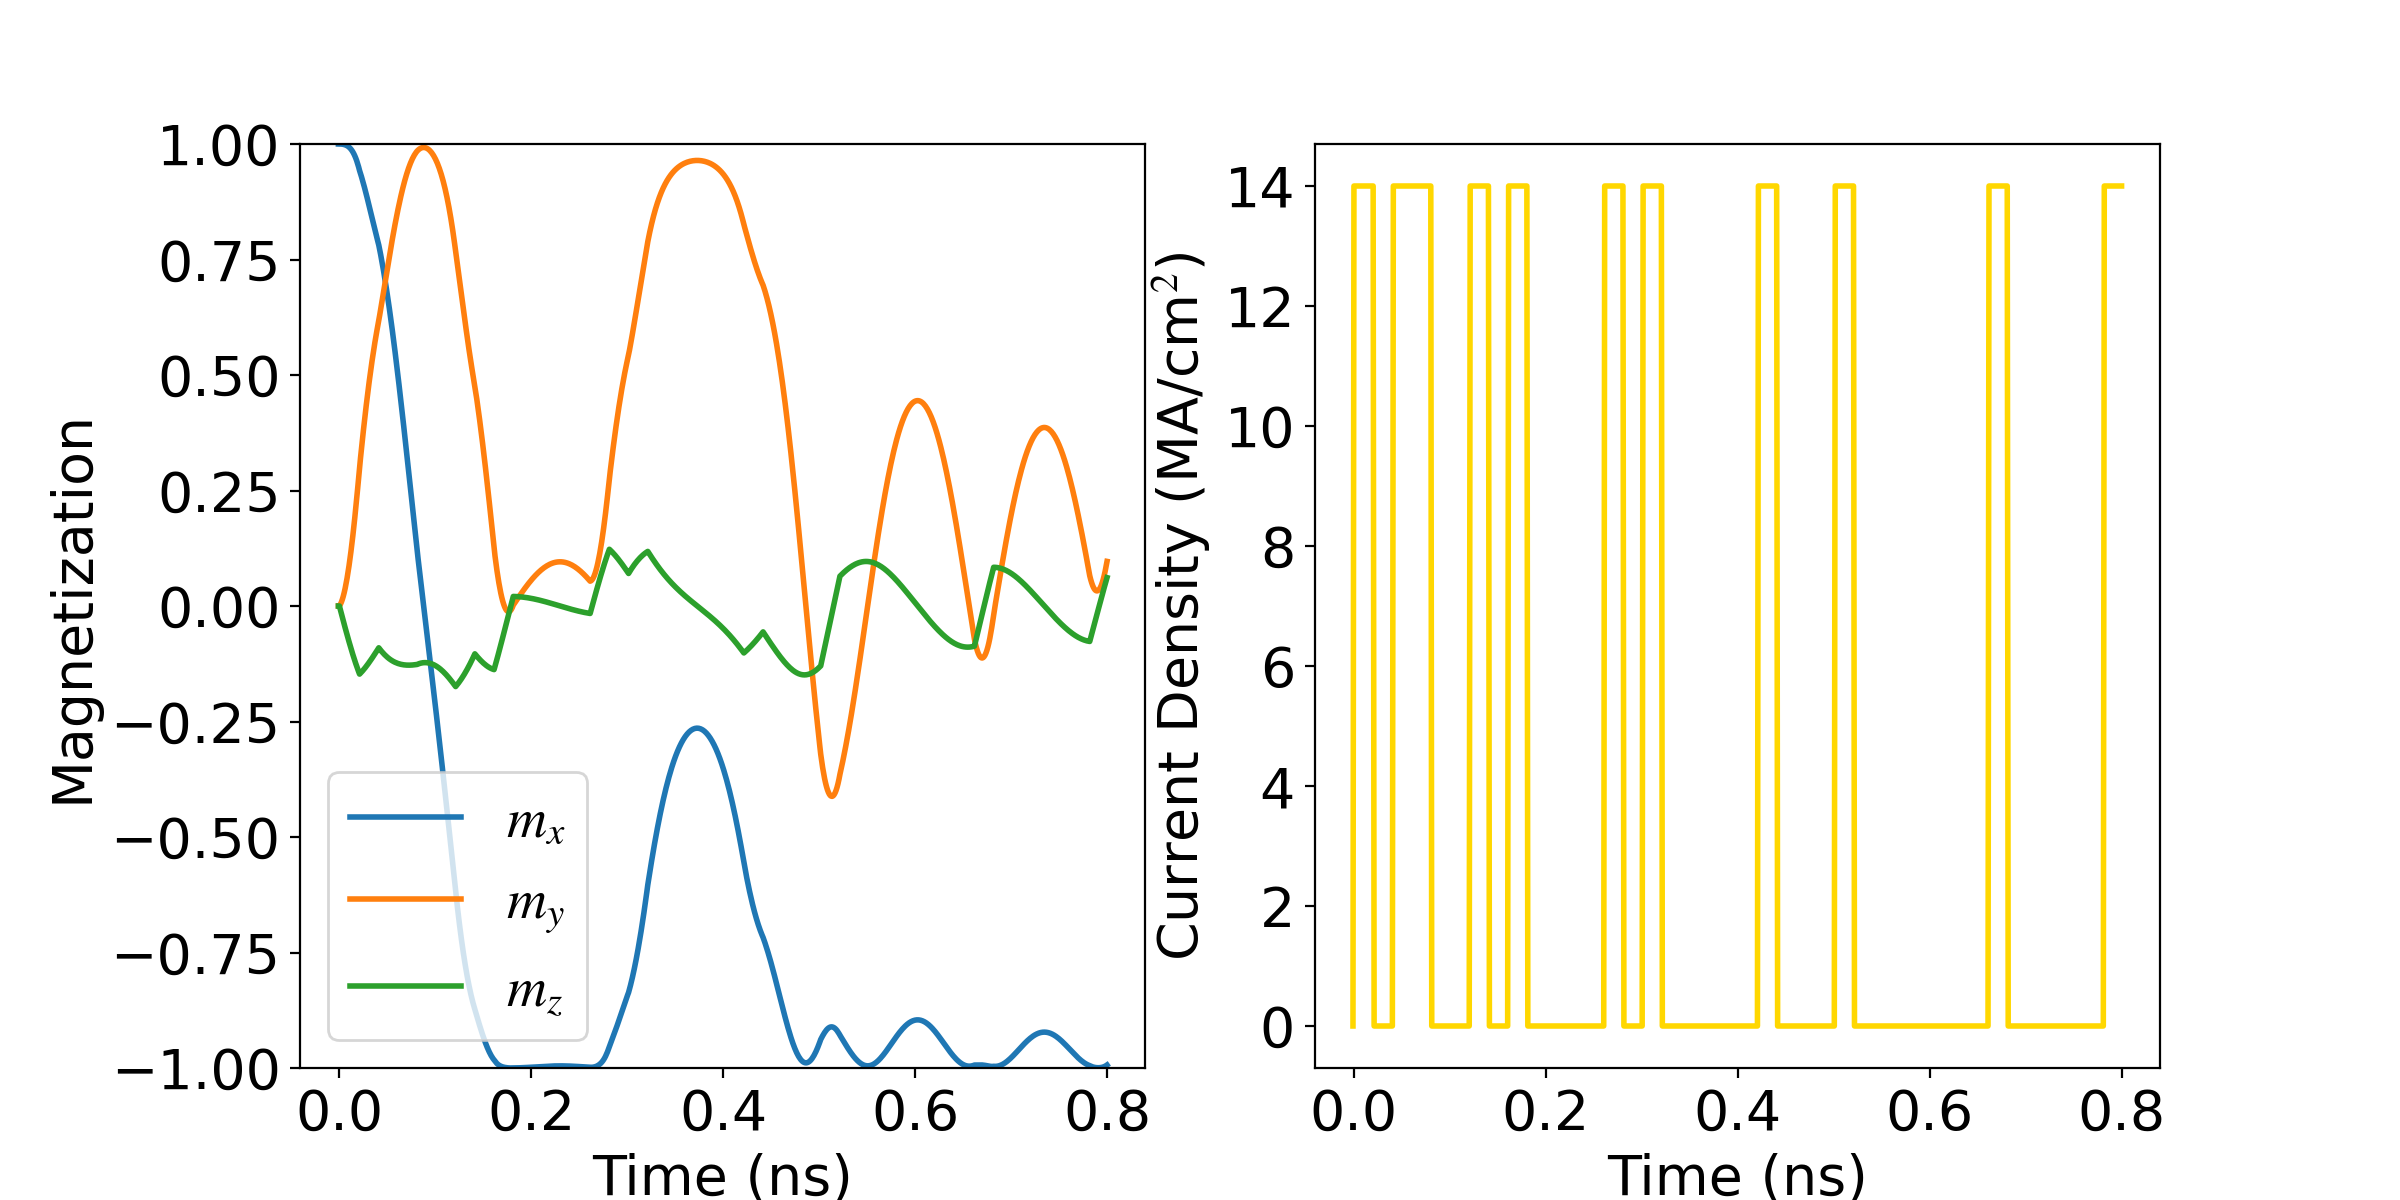 1.00
0.75
0.50
0.25
0.00
−0.25
−0.50
−0.75
−1.00
Magnetization
m_x
m_y
m_z
0.0 0.2 0.4 0.6 0.8
Time (ns)
14
12
10
8
6
4
2
0
Current Density (MA/cm²)
0.0 0.2 0.4 0.6 0.8
Time (ns)